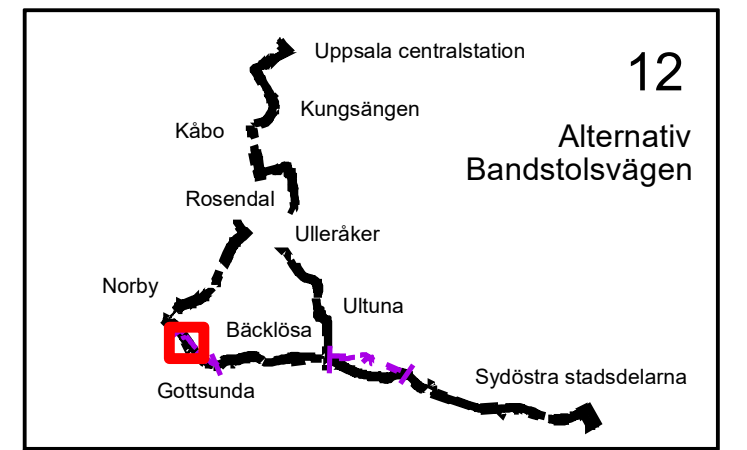 Uppsala centralstation
12
Kungsängen
Kåbo
Alternativ
Bandstolsvägen
Rosendal
Ulleråker
Norby
Ultuna
Bäcklösa
Sydöstra stadsdelarna
Gottsunda